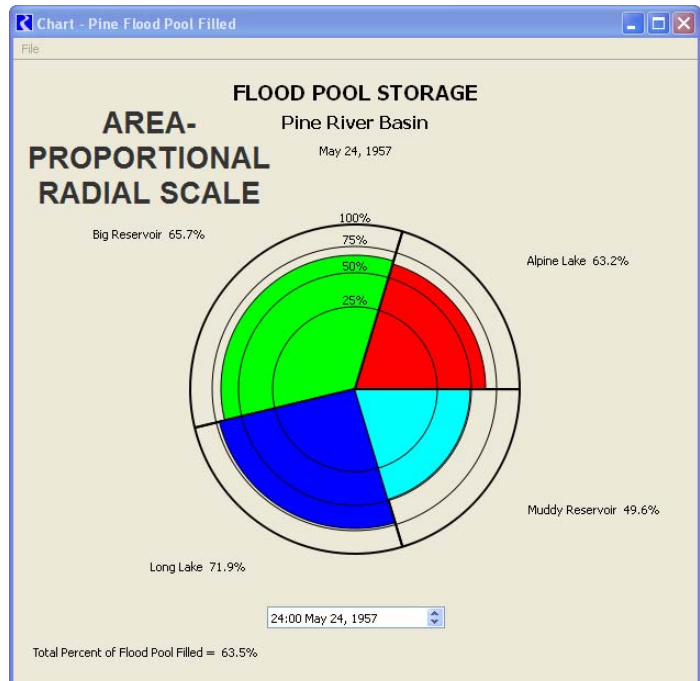 Chart - Pine Flood Pool Filled
File
FLOOD POOL STORAGE
Pine River Basin
May 24, 1957
AREA-
PROPORTIONAL
RADIAL SCALE
Big Reservoir 65.7%
100%
75%
50%
25%
Alpine Lake 63.2%
Muddy Reservoir 49.6%
Long Lake 71.9%
24:00 May 24, 1957
Total Percent of Flood Pool Filled = 63.5%